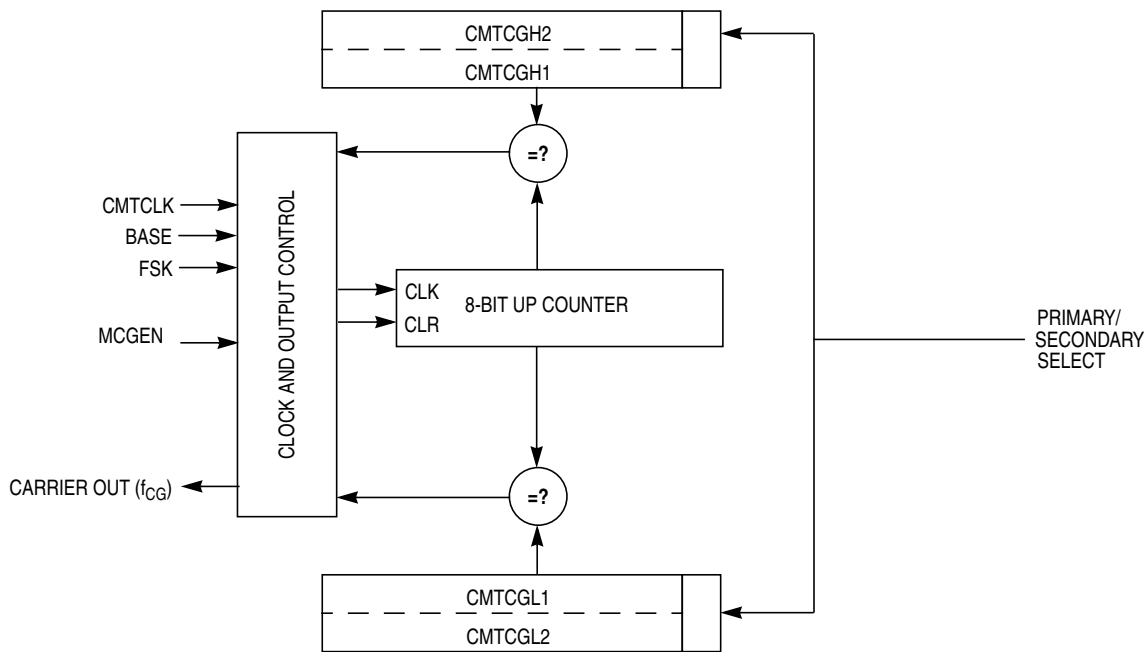 CMTCGH2
CMTCGH1
=?
CMTCLK
BASE
FSK
MCGEN
CLOCK AND OUTPUT CONTROL
CLK
CLR
8-BIT UP COUNTER
PRIMARY/
SECONDARY
SELECT
CARRIER OUT (fCG)
=?
CMTCGL1
CMTCGL2